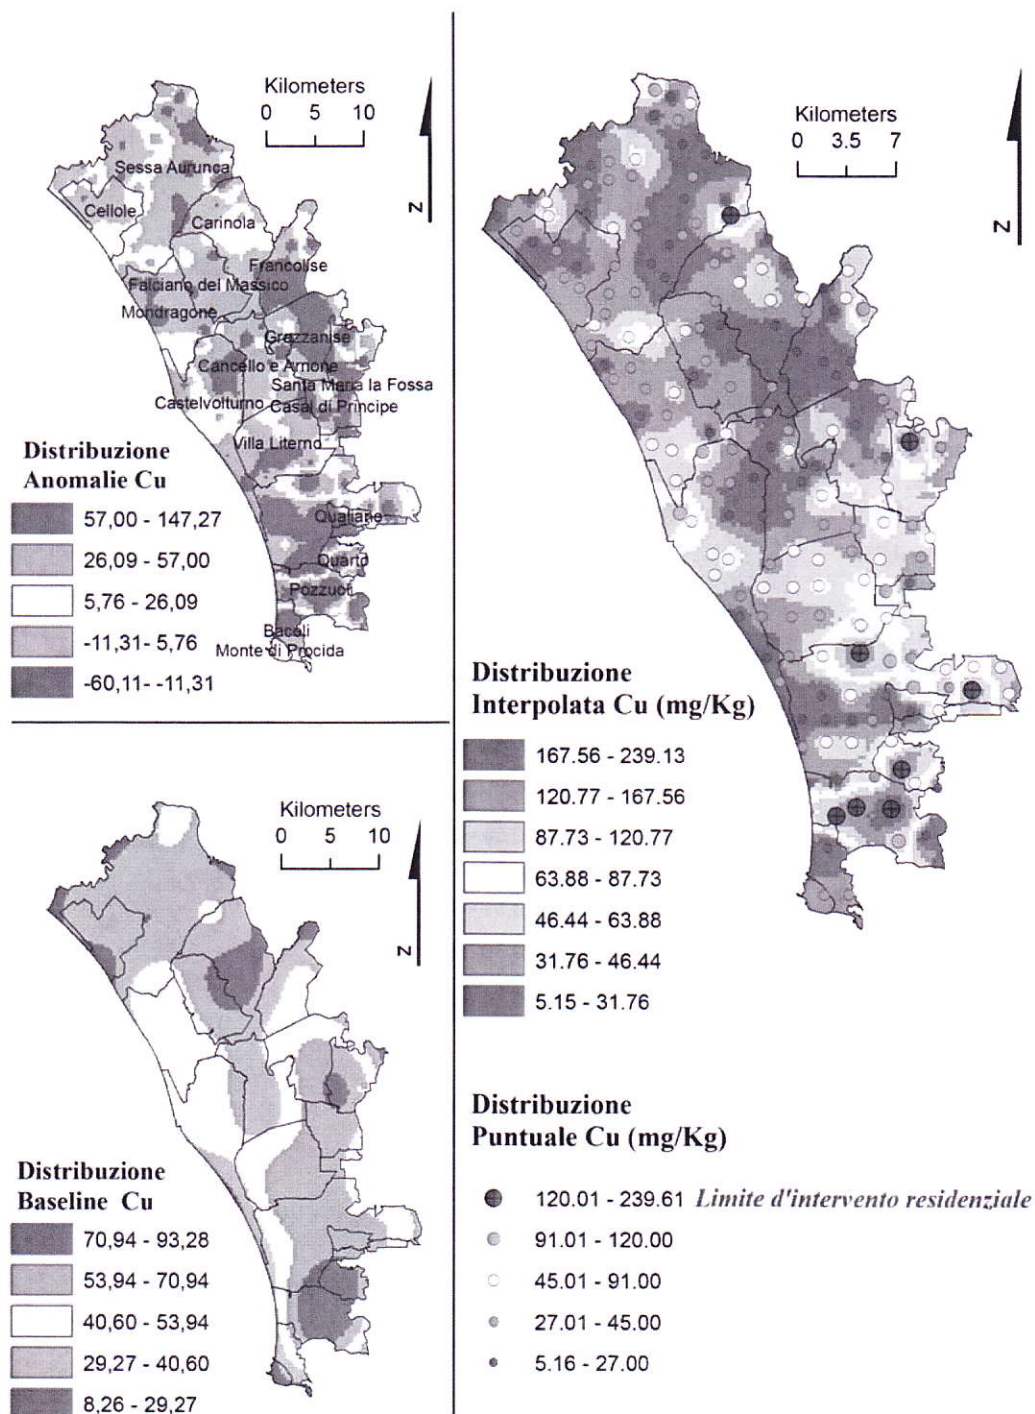 Kilometers
0 5 10
N
Sessa Aurunca
Cellole
Carinola
Francolise
Falciano del Massico
Mondragone
Grezzanise
Cancello e Arnone
Santa Maria la Fossa
Castelvolturno
Casal di Principe
Villa Literno
Qualiano
Quarto
Pozzuoli
Bacoli
Monte di Procida
Distribuzione
Anomalie Cu
57,00 - 147,27
26,09 - 57,00
5,76 - 26,09
-11,31- 5,76
-60,11- -11,31
Kilometers
0 5 10
N
Distribuzione
Baseline Cu
70,94 - 93,28
53,94 - 70,94
40,60 - 53,94
29,27 - 40,60
8,26 - 29,27
Kilometers
0 3.5 7
N
Distribuzione
Interpolata Cu (mg/Kg)
167.56 - 239.13
120.77 - 167.56
87.73 - 120.77
63.88 - 87.73
46.44 - 63.88
31.76 - 46.44
5.15 - 31.76
Distribuzione
Puntuale Cu (mg/Kg)
120.01 - 239.61 Limite d'intervento residenziale
91.01 - 120.00
45.01 - 91.00
27.01 - 45.00
5.16 - 27.00